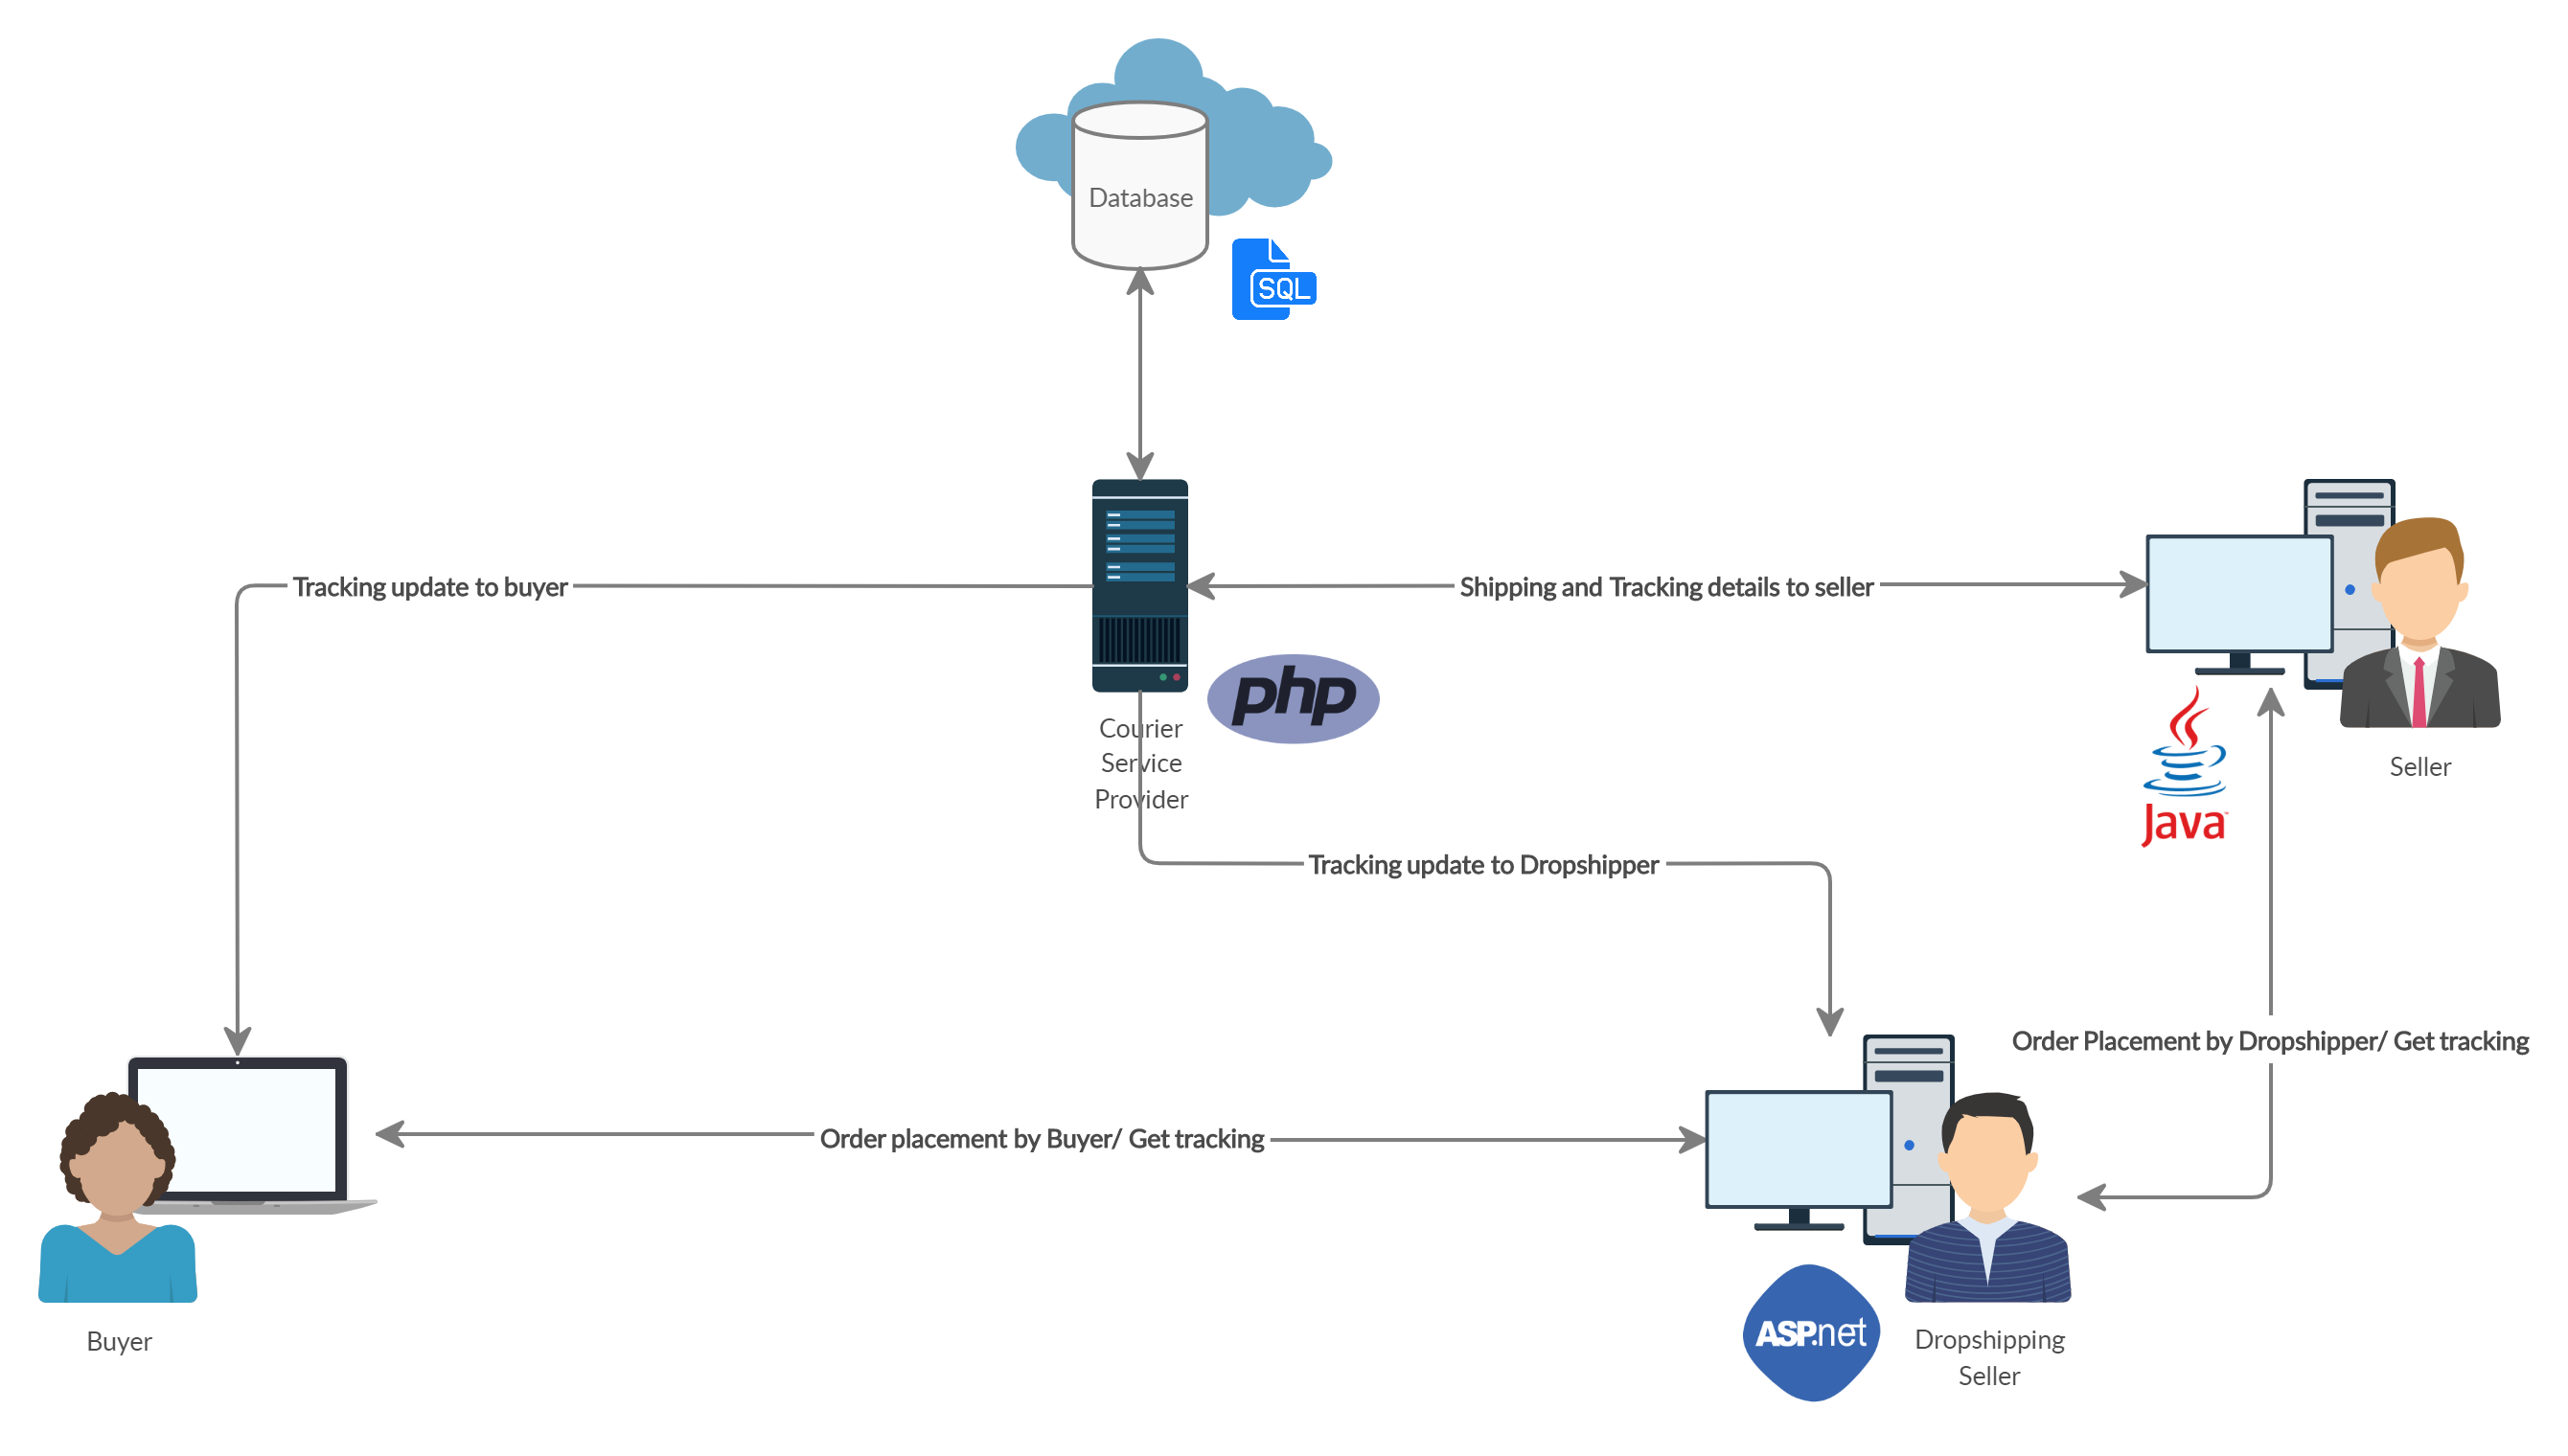 Database
SQL
Tracking update to buyer
Shipping and Tracking details to seller
php
Courier
Service
Provider
Java™
Seller
Tracking update to Dropshipper
Order Placement by Dropshipper/ Get tracking
Order placement by Buyer/ Get tracking
Buyer
ASP.net
Dropshipping
Seller